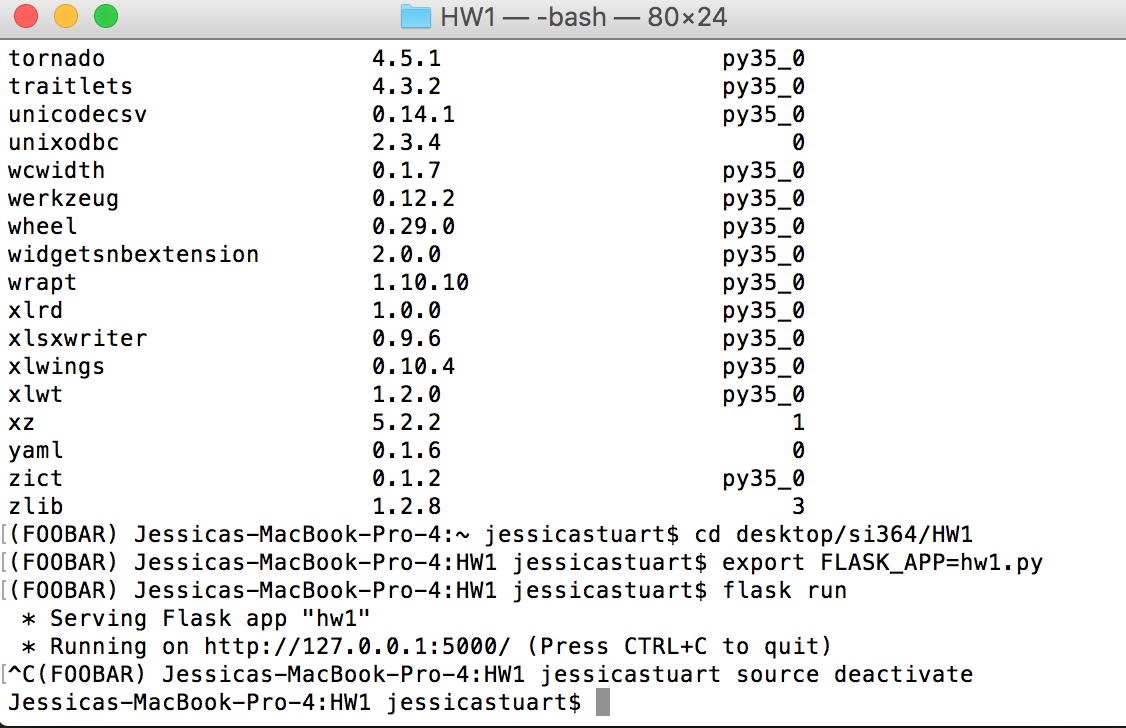 HW1 — -bash — 80×24
tornado 4.5.1 py35_0
traitlets 4.3.2 py35_0
unicodecsv 0.14.1 py35_0
unixodbc 2.3.4 0
wcwidth 0.1.7 py35_0
werkzeug 0.12.2 py35_0
wheel 0.29.0 py35_0
widgetsnbextension 2.0.0 py35_0
wrapt 1.10.10 py35_0
xlrd 1.0.0 py35_0
xlsxwriter 0.9.6 py35_0
xlwings 0.10.4 py35_0
xlwt 1.2.0 py35_0
xz 5.2.2 1
yaml 0.1.6 0
zict 0.1.2 py35_0
zlib 1.2.8 3
[(FOOBAR) Jessicas-MacBook-Pro-4:~ jessicastuart$ cd desktop/si364/HW1
[(FOOBAR) Jessicas-MacBook-Pro-4:HW1 jessicastuart$ export FLASK_APP=hw1.py
[(FOOBAR) Jessicas-MacBook-Pro-4:HW1 jessicastuart$ flask run
* Serving Flask app "hw1"
* Running on http://127.0.0.1:5000/ (Press CTRL+C to quit)
[^C(FOOBAR) Jessicas-MacBook-Pro-4:HW1 jessicastuart source deactivate
Jessicas-MacBook-Pro-4:HW1 jessicastuart$